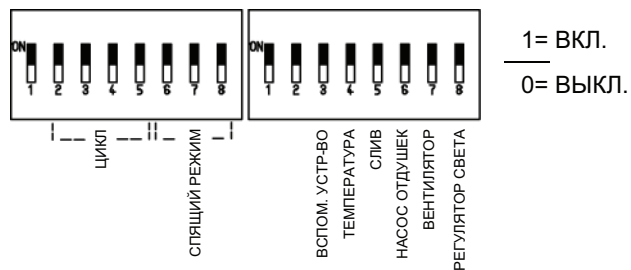 ON
1 2 3 4 5 6 7 8
ЦИКЛ
СПЯЩИЙ РЕЖИМ
ON
1 2 3 4 5 6 7 8
ВСПОМ. УСТР-ВО
ТЕМПЕРАТУРА
СЛИВ
НАСОС ОТДУШЕК
ВЕНТИЛЯТОР
РЕГУЛЯТОР СВЕТА
1= ВКЛ.
0= ВЫКЛ.